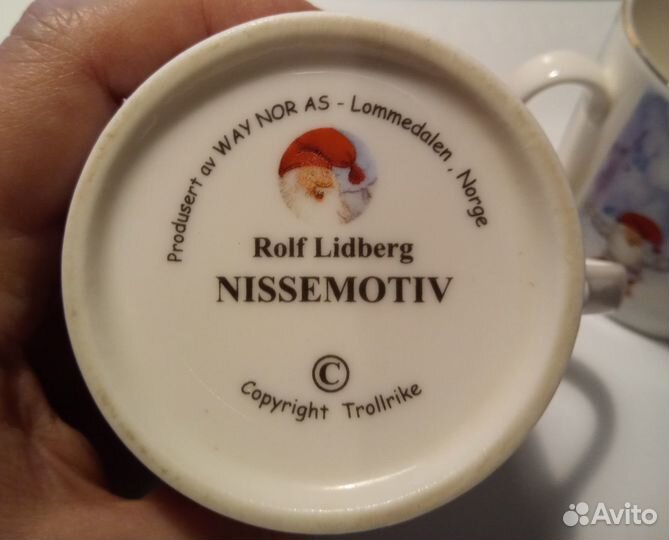 Produsert av WAY NOR AS - Lommedalen , Norge
Rolf Lidberg
NISSEMOTIV
©
Copyright Trollrike
Avito